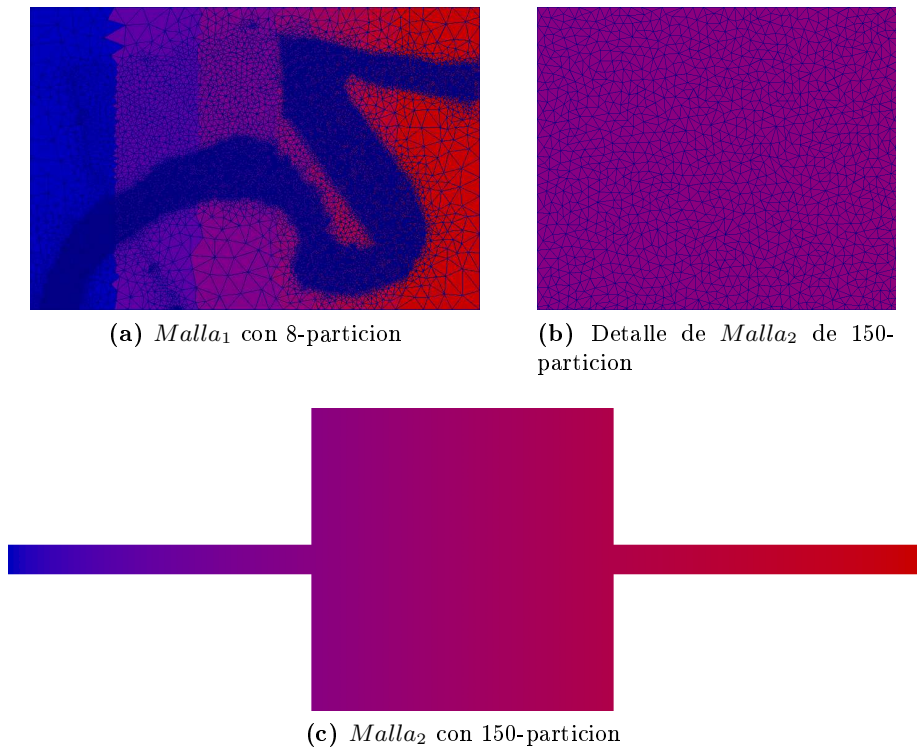 (a) Malla₁ con 8-particion
(b) Detalle de Malla₂ de 150-
particion
(c) Malla₂ con 150-particion